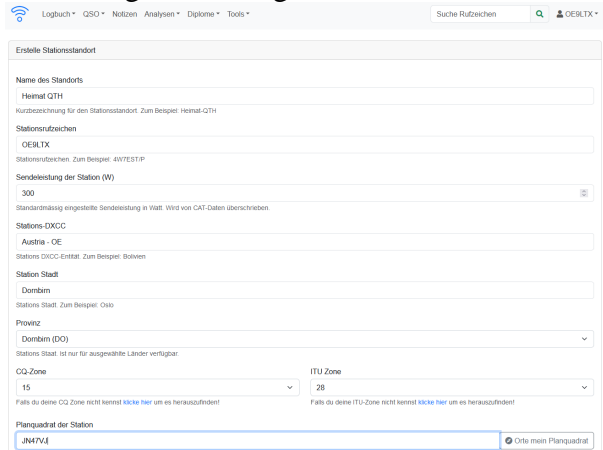 Logbuch QSO Notizen Analysen Diplome Tools Suche Rufzeichen OE9LTX
Erstelle Stationsstandort
Name des Standorts
Heimat QTH
Kurzbezeichnung für den Stationsstandort. Zum Beispiel: Heimat-QTH
Stationsrufzeichen
OE9LTX
Stationsrufzeichen. Zum Beispiel: 4W7EST/P
Sendeleistung der Station (W)
300
Standardmässig eingestellte Sendeleistung in Watt. Wird von CAT-Daten überschrieben.
Stations-DXCC
Austria - OE
Stations DXCC-Entität. Zum Beispiel: Bolivien
Station Stadt
Dornbirn
Stations Stadt. Zum Beispiel: Oslo
Provinz
Dornbirn (DO)
Stations Staat. Ist nur für ausgewählte Länder verfügbar.
CQ-Zone ITU Zone
15 28
Falls du deine CQ Zone nicht kennst klicke hier um es herauszufinden! Falls du deine ITU-Zone nicht kennst klicke hier um es herauszufinden!
Planquadrat der Station
JN47VJ Orte mein Planquadrat